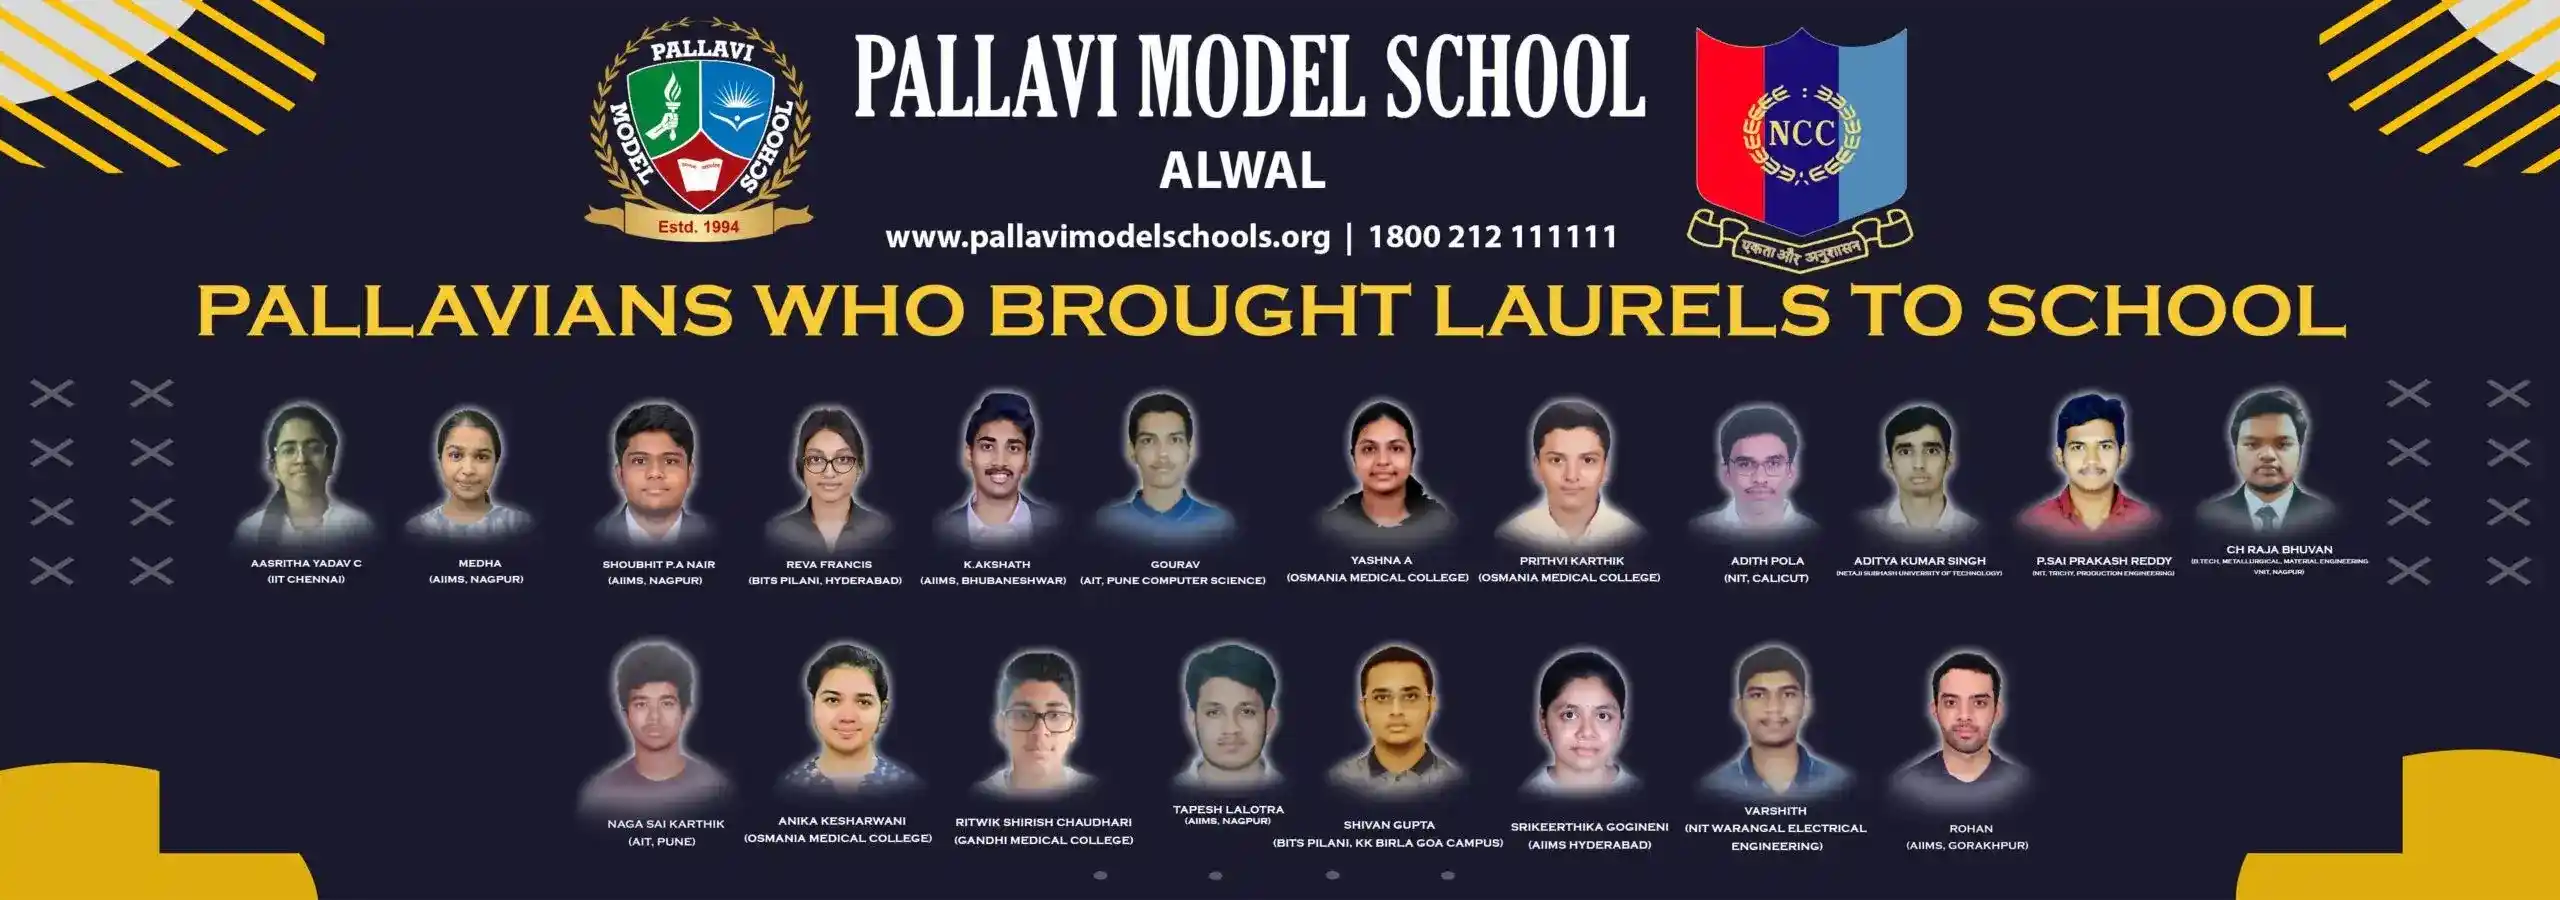 PALLAVI
MODEL
SCHOOL
Estd. 1994
PALLAVI MODEL SCHOOL
ALWAL
www.pallavimodelschools.org | 1800 212 111111
NCC
एकता और अनुशासन
PALLAVIANS WHO BROUGHT LAURELS TO SCHOOL
AASRITHA YADAV C
(IIT CHENNAI)
MEDHA
(AIIMS, NAGPUR)
SHOUBHIT P.A NAIR
(AIIMS, NAGPUR)
REVA FRANCIS
(BITS PILANI, HYDERABAD)
K.AKSHATH
(AIIMS, BHUBANESHWAR)
GOURAV
(AIT, PUNE COMPUTER SCIENCE)
YASHNA A
(OSMANIA MEDICAL COLLEGE)
PRITHVI KARTHIK
(OSMANIA MEDICAL COLLEGE)
ADITH POLA
(NIT, CALICUT)
ADITYA KUMAR SINGH
(NETAJI SUBHASH UNIVERSITY OF TECHNOLOGY)
P.SAI PRAKASH REDDY
(NIT, TRICHY, PRODUCTION ENGINEERING)
CH RAJA BHUVAN
(B.TECH, METALLURGICAL, MATERIAL ENGINEERING
VNIT, NAGPUR)
NAGA SAI KARTHIK
(AIT, PUNE)
ANIKA KESHARWANI
(OSMANIA MEDICAL COLLEGE)
RITWIK SHIRISH CHAUDHARI
(GANDHI MEDICAL COLLEGE)
TAPESH LALOTRA
(AIIMS, NAGPUR)
SHIVAN GUPTA
(BITS PILANI, KK BIRLA GOA CAMPUS)
SRIKEERTHIKA GOGINENI
(AIIMS HYDERABAD)
VARSHITH
(NIT WARANGAL ELECTRICAL
ENGINEERING)
ROHAN
(AIIMS, GORAKHPUR)